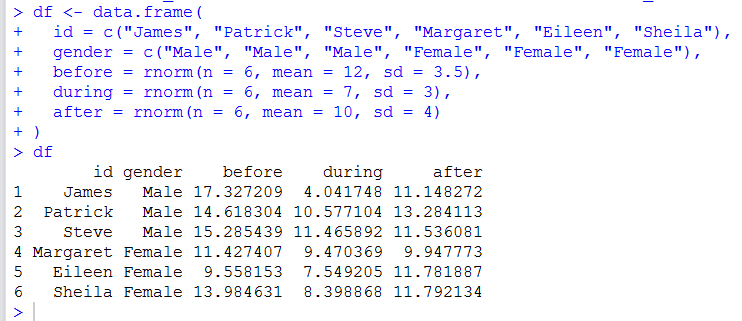 > df <- data.frame(
+   id = c("James", "Patrick", "Steve", "Margaret", "Eileen", "Sheila"),
+   gender = c("Male", "Male", "Male", "Female", "Female", "Female"),
+   before = rnorm(n = 6, mean = 12, sd = 3.5),
+   during = rnorm(n = 6, mean = 7, sd = 3),
+   after = rnorm(n = 6, mean = 10, sd = 4)
+ )
> df
        id gender    before    during     after
1    James   Male 17.327209  4.041748 11.148272
2  Patrick   Male 14.618304 10.577104 13.284113
3    Steve   Male 15.285439 11.465892 11.536081
4 Margaret Female 11.427407  9.470369  9.947773
5   Eileen Female  9.558153  7.549205 11.781887
6   Sheila Female 13.984631  8.398868 11.792134
>